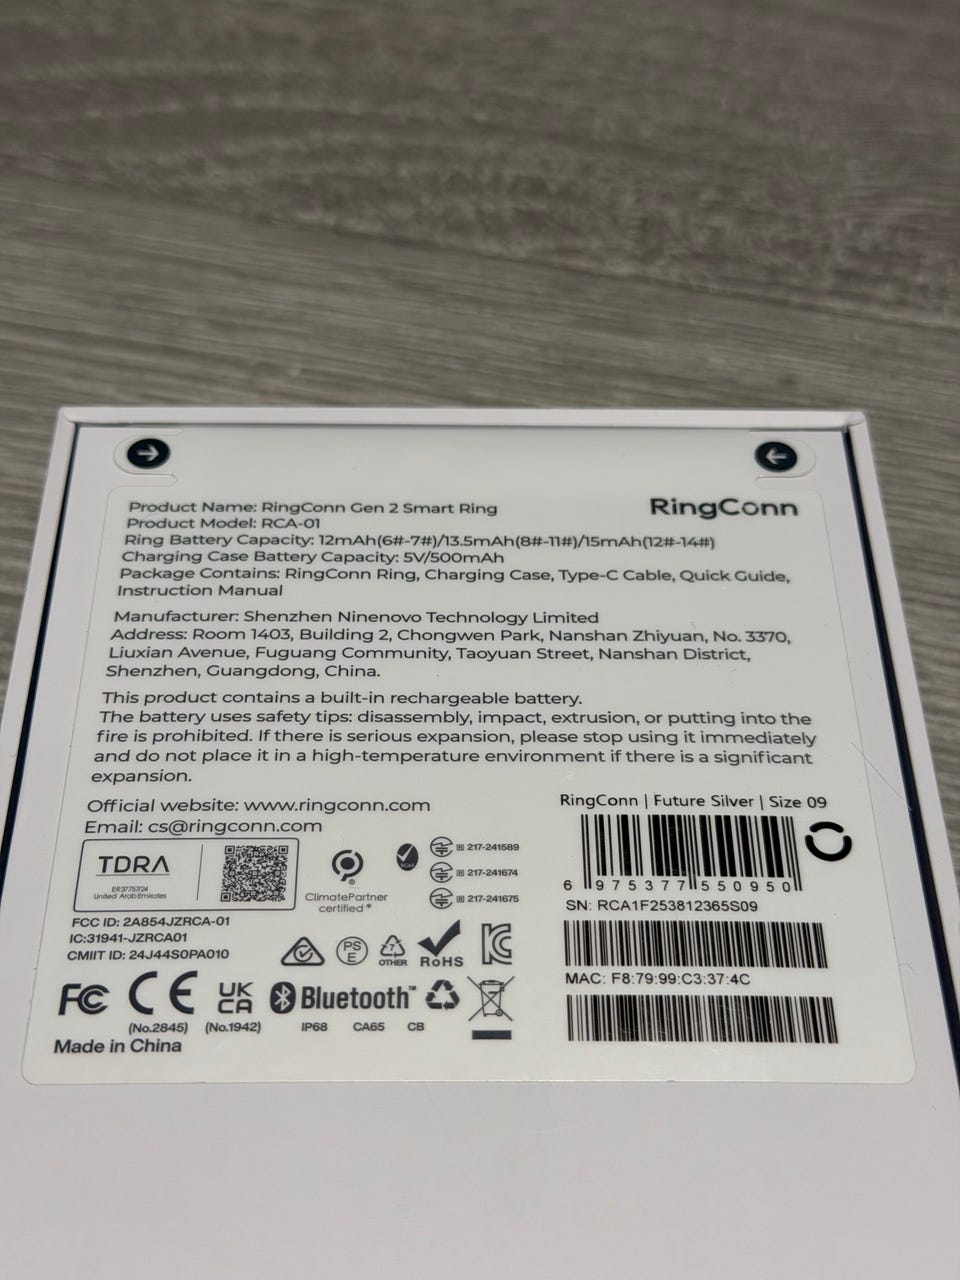 RingConn
Product Name: RingConn Gen 2 Smart Ring
Product Model: RCA-01
Ring Battery Capacity: 12mAh(6#-7#)/13.5mAh(8#-11#)/15mAh(12#-14#)
Charging Case Battery Capacity: 5V/500mAh
Package Contains: RingConn Ring, Charging Case, Type-C Cable, Quick Guide,
Instruction Manual
Manufacturer: Shenzhen Ninenovo Technology Limited
Address: Room 1403, Building 2, Chongwen Park, Nanshan Zhiyuan, No. 3370,
Liuxian Avenue, Fuguang Community, Taoyuan Street, Nanshan District,
Shenzhen, Guangdong, China.
This product contains a built-in rechargeable battery.
The battery uses safety tips: disassembly, impact, extrusion, or putting into the
fire is prohibited. If there is serious expansion, please stop using it immediately
and do not place it in a high-temperature environment if there is a significant
expansion.
Official website: www.ringconn.com
Email: cs@ringconn.com
TDRA
ER37757/24
United Arab Emirates
ClimatePartner
certified
R 217-241589
R 217-241674
R 217-241675
FCC ID: 2A854JZRCA-01
IC:31941-JZRCA01
CMIIT ID: 24J44S0PA010
PS
E
7
OTHER
RoHS
KC
FC
CE
(No.2845)
UK
CA
(No.1942)
Bluetooth™
IP68
CA65
CB
Made in China
RingConn | Future Silver | Size 09
6 975377 550950
SN: RCA1F253812365S09
MAC: F8:79:99:C3:37:4C